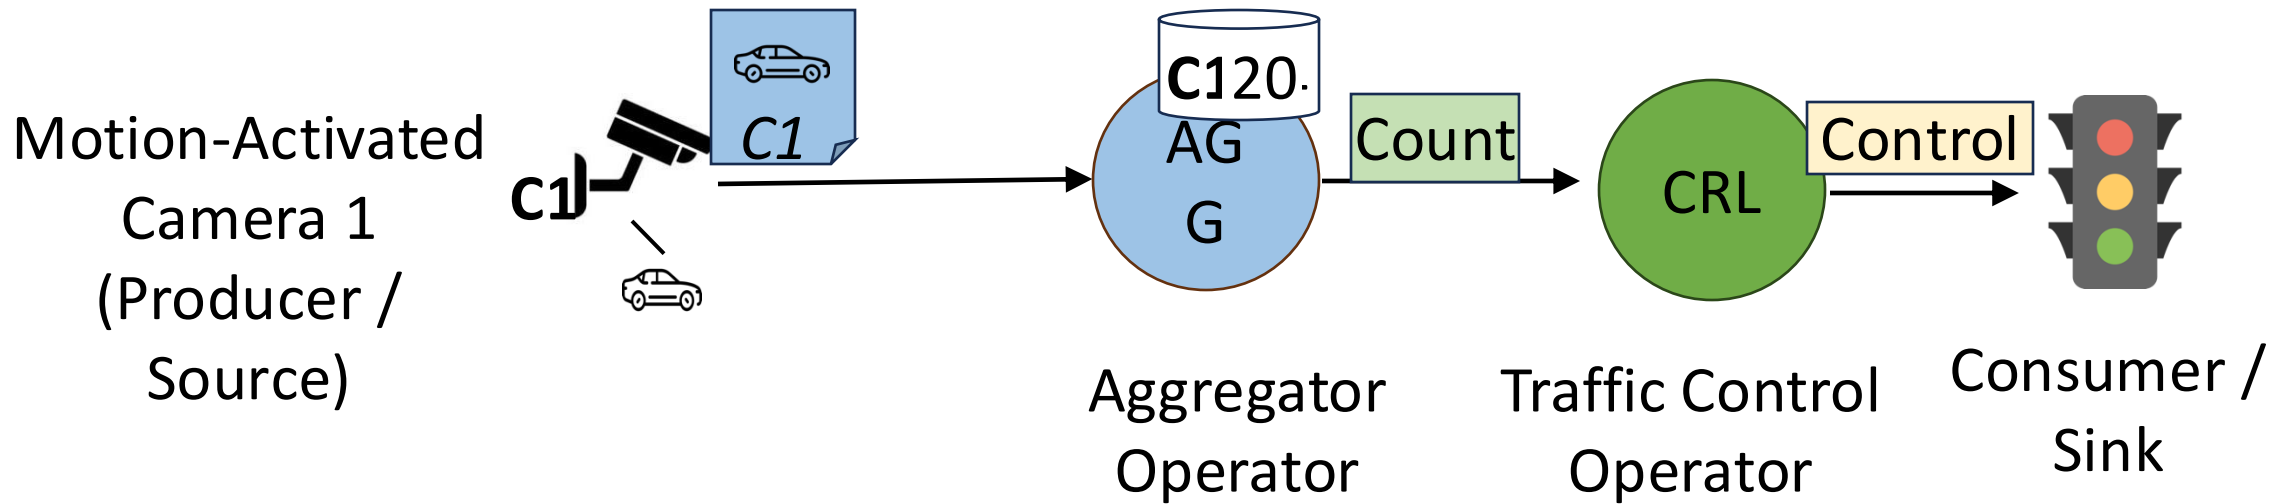 Motion-Activated
Camera 1
(Producer /
Source)
C1
C1
C120.
AG
G
Count
CRL
Control
Aggregator
Operator
Traffic Control
Operator
Consumer /
Sink